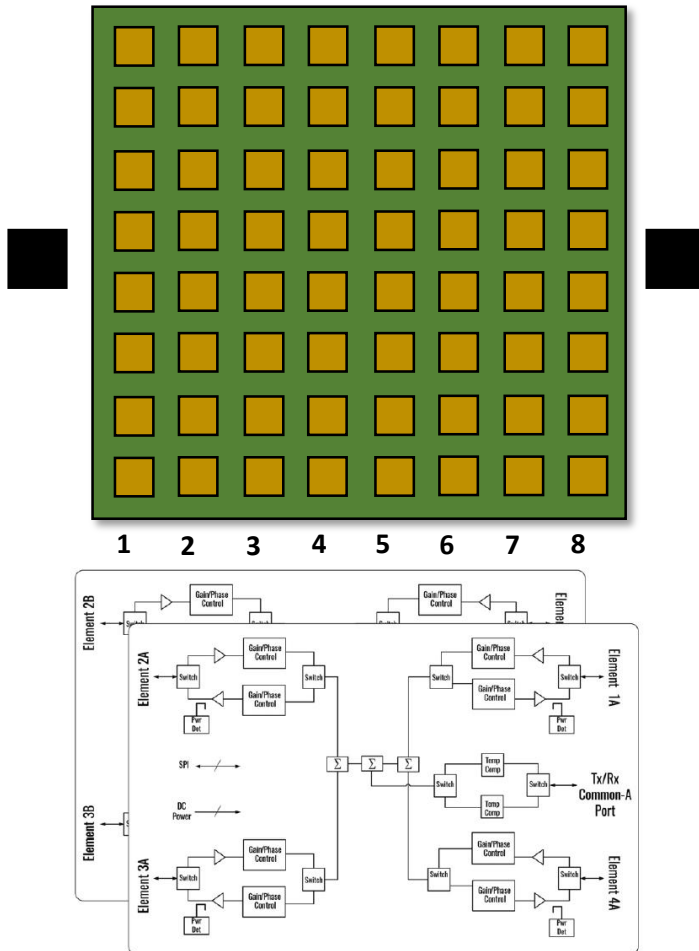 1 2 3 4 5 6 7 8
Element 2B
Gain/Phase
Control
Gain/Phase
Control
Switch
Element 2A
Switch
Gain/Phase
Control
Gain/Phase
Control
Switch
Pwr
Det
Switch
Gain/Phase
Control
Gain/Phase
Control
Switch
Pwr
Det
Element 1A
SPI
DC
Power
Σ Σ Σ
Switch
Temp
Comp
Temp
Comp
Switch
Tx/Rx
Common-A
Port
Element 3B
Element 3A
Switch
Gain/Phase
Control
Gain/Phase
Control
Switch
Pwr
Det
Switch
Gain/Phase
Control
Gain/Phase
Control
Switch
Pwr
Det
Element 4A